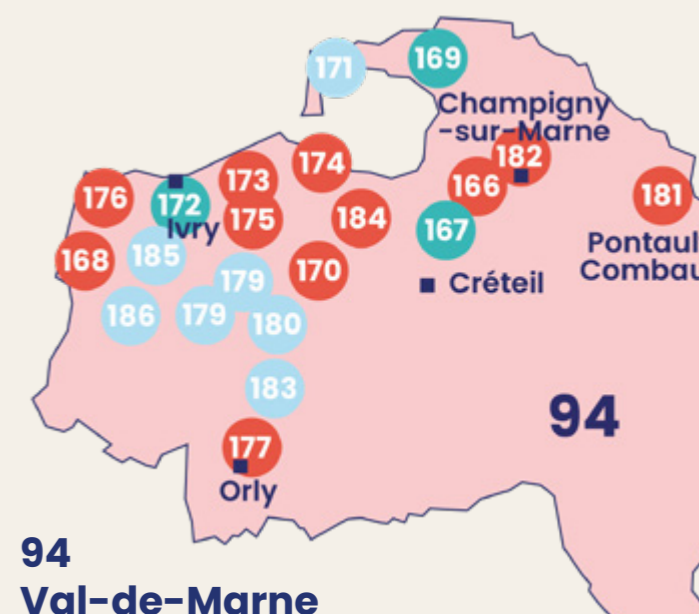 171
169
Champigny
-sur-Marne
182
174
173
166
176
172
181
175
184
Ivry
167
Pontaul
185
168
170
Combau
179
Créteil
186
179
180
183
94
177
Orly
94
Val-de-Marne